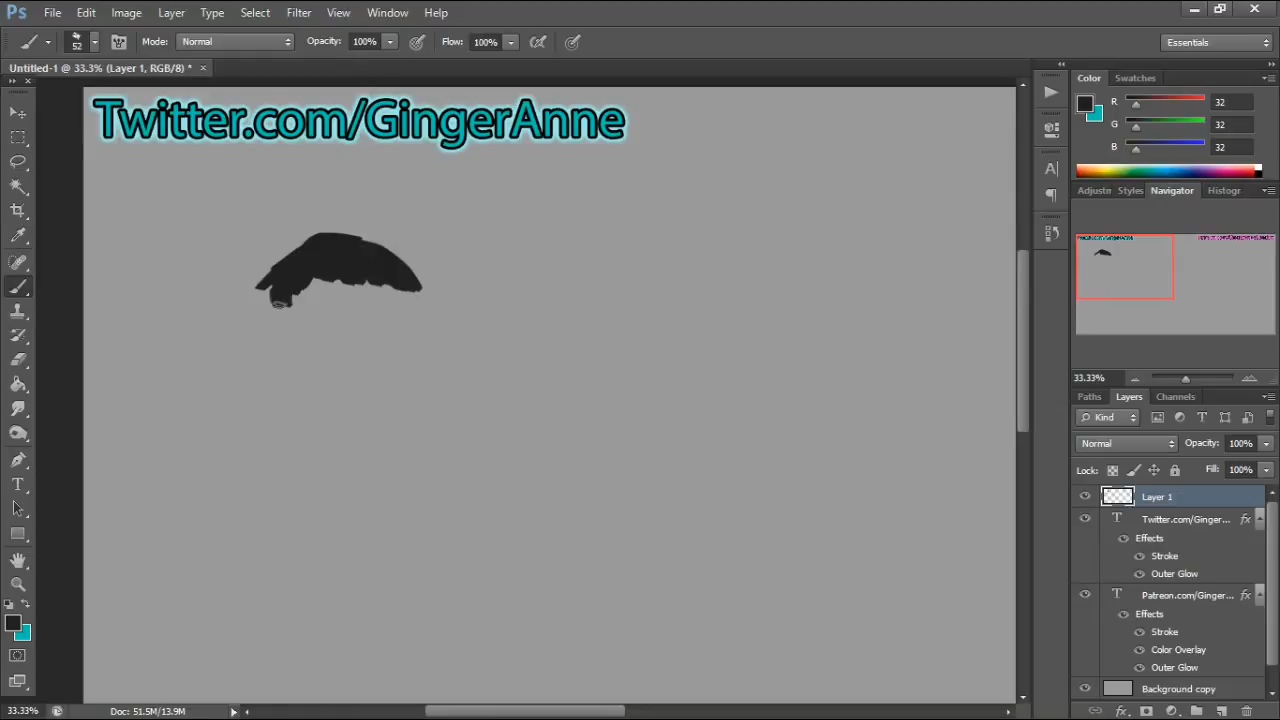 Ps File Edit Image Layer Type Select Filter View Window Help
52 Mode: Normal Opacity: 100% Flow: 100% Essentials
Untitled-1 @ 33.3% (Layer 1, RGB/8) * ×
Twitter.com/GingerAnne
Color Swatches
R 32
G 32
B 32
Adjustm Styles Navigator Histogr
33.33%
Paths Layers Channels
Kind
Normal Opacity: 100%
Lock: Fill: 100%
Layer 1
T Twitter.com/Ginger... fx
Effects
Stroke
Outer Glow
T Patreon.com/Ginger... fx
Effects
Stroke
Color Overlay
Outer Glow
Background copy
33.33% Doc: 51.5M/13.9M